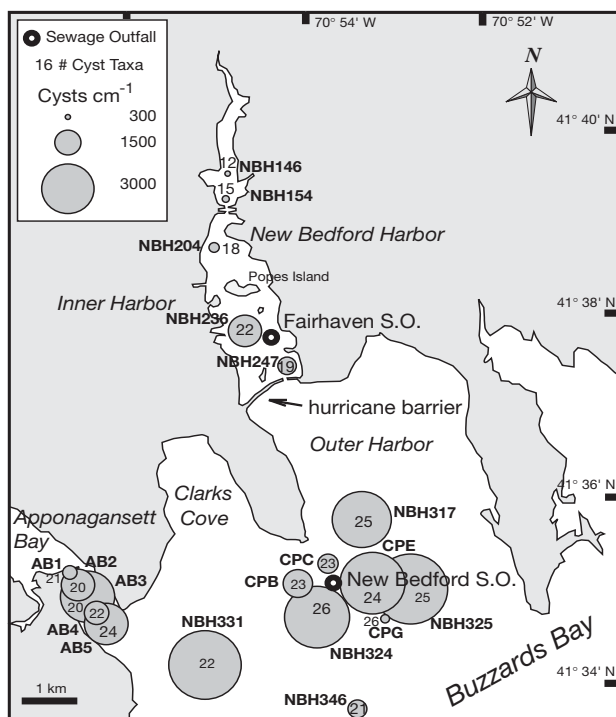 70° 54' W
70° 52' W
Sewage Outfall
16 # Cyst Taxa
Cysts cm-1
300
1500
3000
N
41° 40' N
12
NBH146
15
NBH154
NBH204
18
New Bedford Harbor
Popes Island
Inner Harbor
41° 38' N
NBH236
22
Fairhaven S.O.
NBH247
19
hurricane barrier
Outer Harbor
41° 36' N
Clarks
Cove
Apponagansett
Bay
NBH317
25
CPE
CPC
23
AB1
AB2
21
20
AB3
CPB
23
New Bedford S.O.
24
25
20
22
26
26
CPG
AB4
24
AB5
NBH331
22
NBH325
NBH324
Buzzards Bay
41° 34' N
NBH346
21
1 km